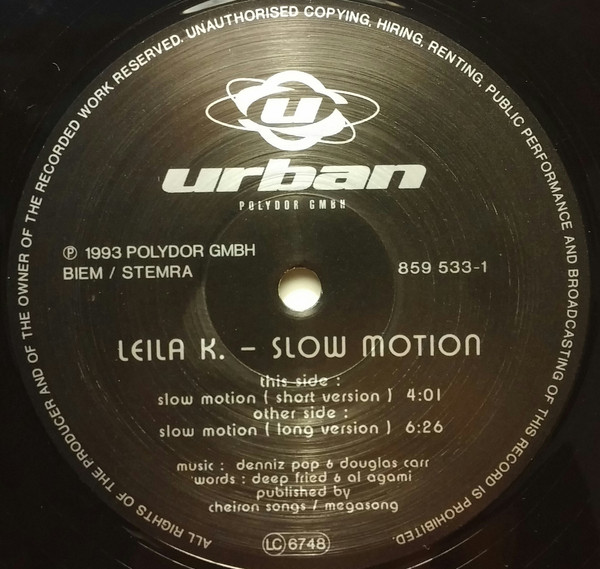 ALL RIGHTS OF THE PRODUCER AND OF THE OWNER OF THE RECORDED WORK RESERVED. UNAUTHORISED COPYING, HIRING, RENTING, PUBLIC PERFORMANCE AND BROADCASTING OF THIS RECORD IS PROHIBITED.
u
urban
POLYDOR GMBH
℗ 1993 POLYDOR GMBH
BIEM / STEMRA
859 533-1
LEILA K. – SLOW MOTION
this side :
slow motion ( short version ) 4:01
other side :
slow motion ( long version ) 6:26
music : denniz pop & douglas carr
words : deep fried & al agami
published by
cheiron songs / megasong
LC 6748